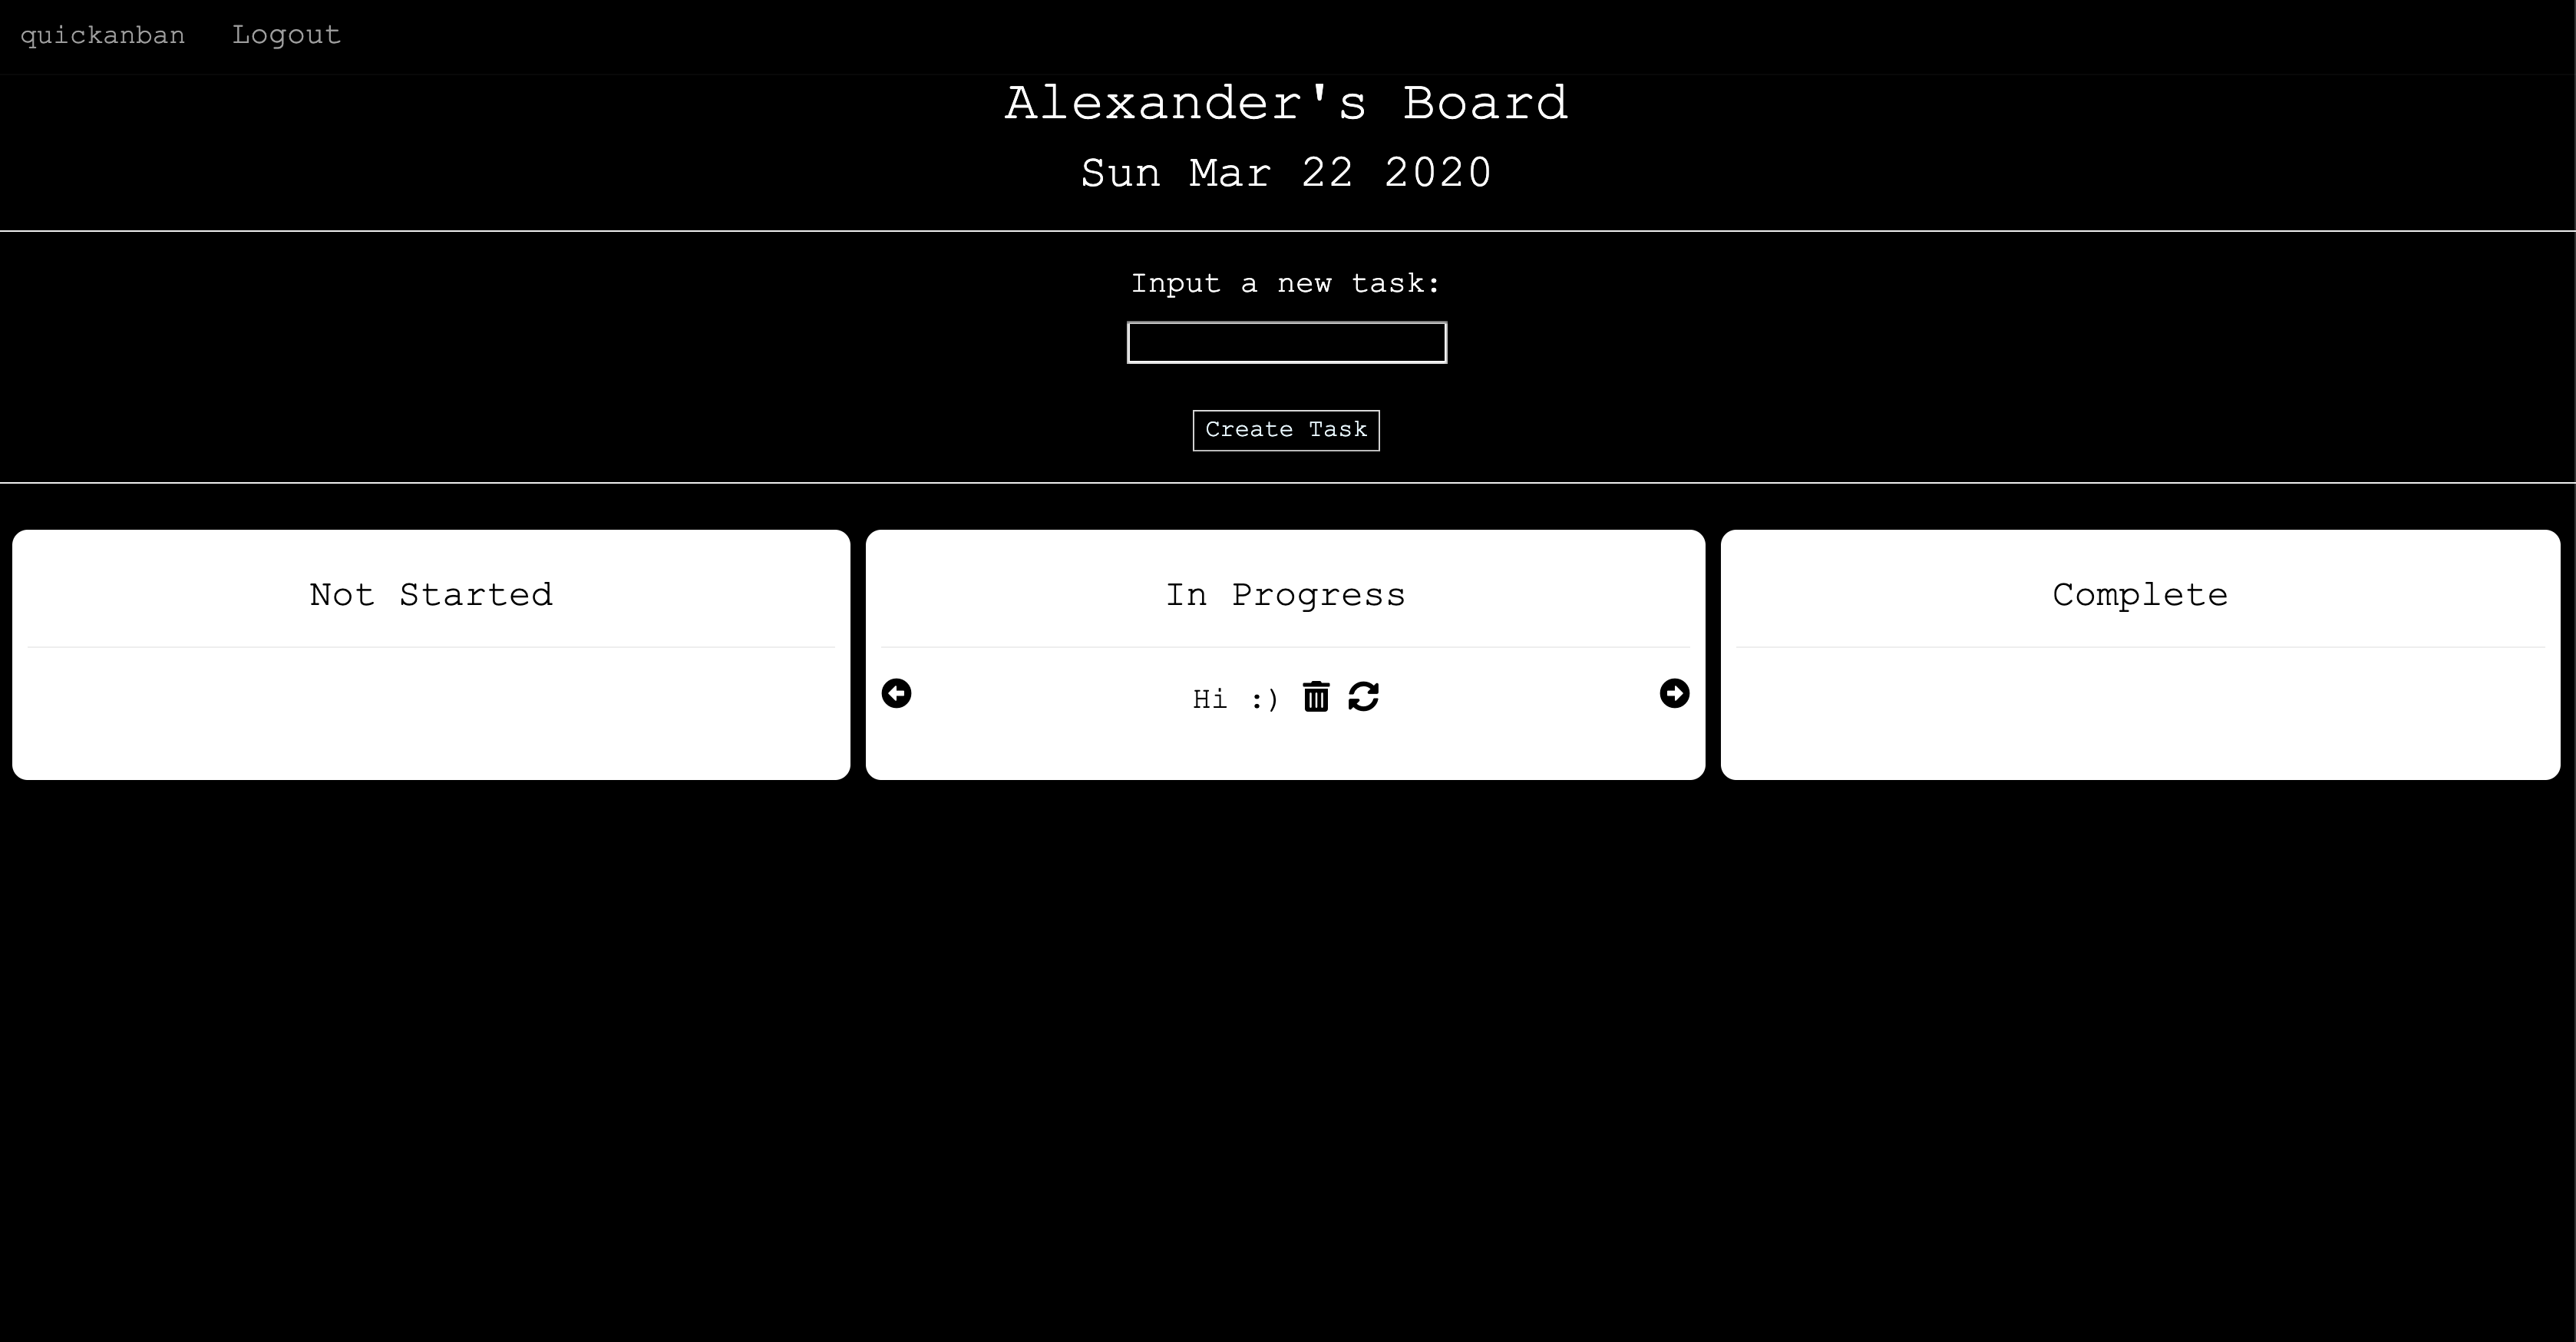 quickanban Logout
Alexander's Board
Sun Mar 22 2020
Input a new task:
Create Task
Not Started
In Progress
Complete
Hi :)